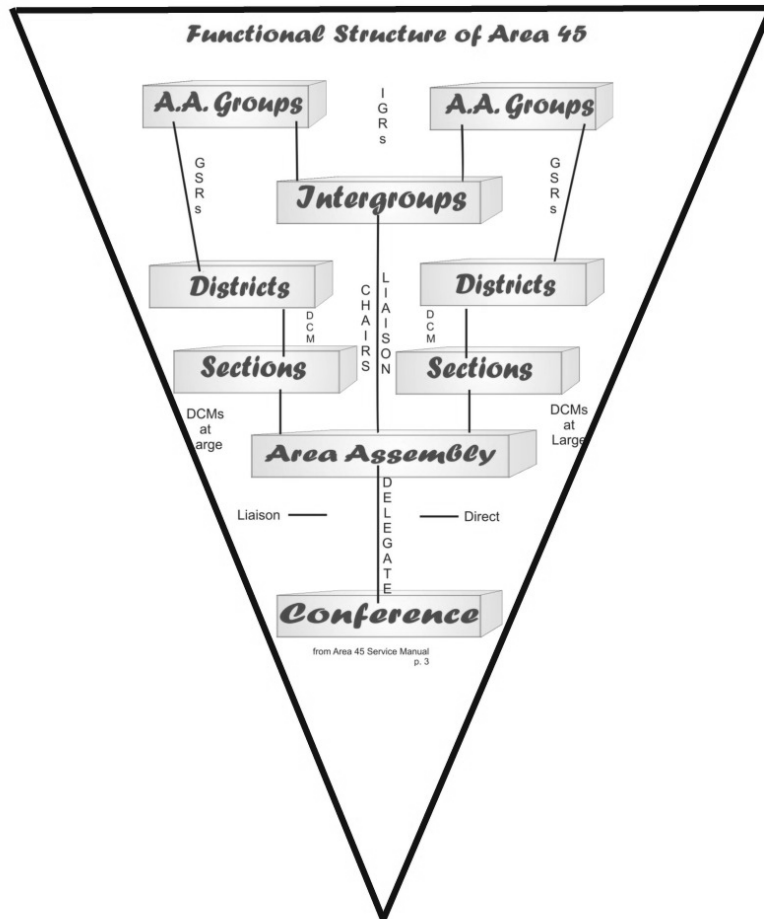 Functional Structure of Area 45
A.A. Groups
IGRs
A.A. Groups
GSRs
GSRs
Intergroups
Districts
CHAIRS
LIAISON
Districts
DCM
DCM
Sections
Sections
DCMs
at
Large
DCMs
at
Large
Area Assembly
DELEGATE
Liaison
Direct
Conference
from Area 45 Service Manual
p. 3